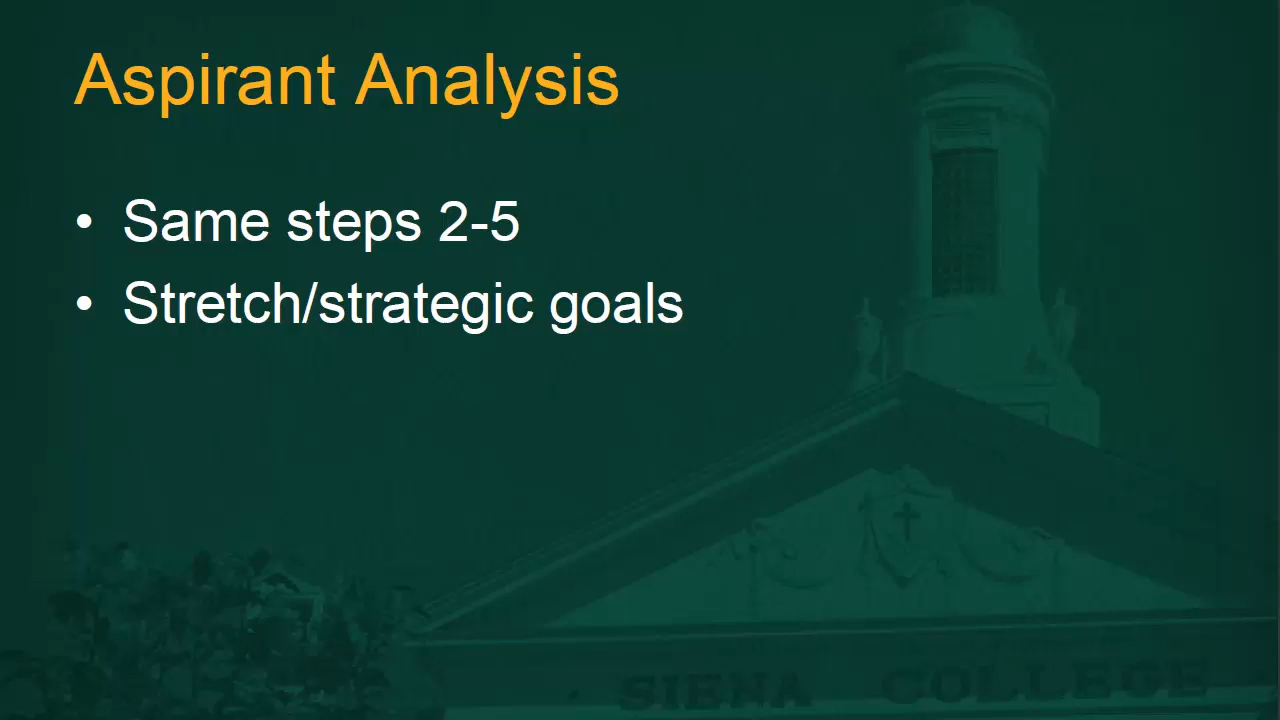 Aspirant Analysis
• Same steps 2-5
• Stretch/strategic goals
SIENA COLLEGE